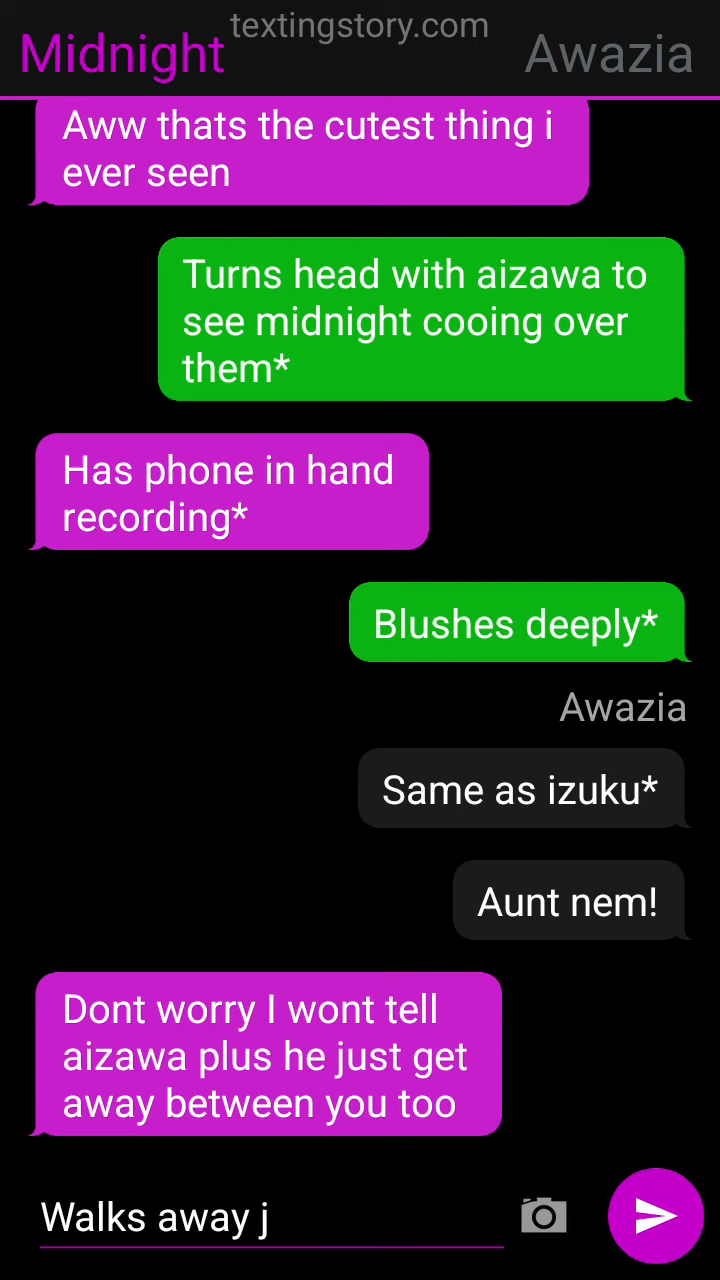 textingstory.com
Midnight
Awazia
Aww thats the cutest thing i
ever seen
Turns head with aizawa to
see midnight cooing over
them*
Has phone in hand
recording*
Blushes deeply*
Awazia
Same as izuku*
Aunt nem!
Dont worry I wont tell
aizawa plus he just get
away between you too
Walks away j